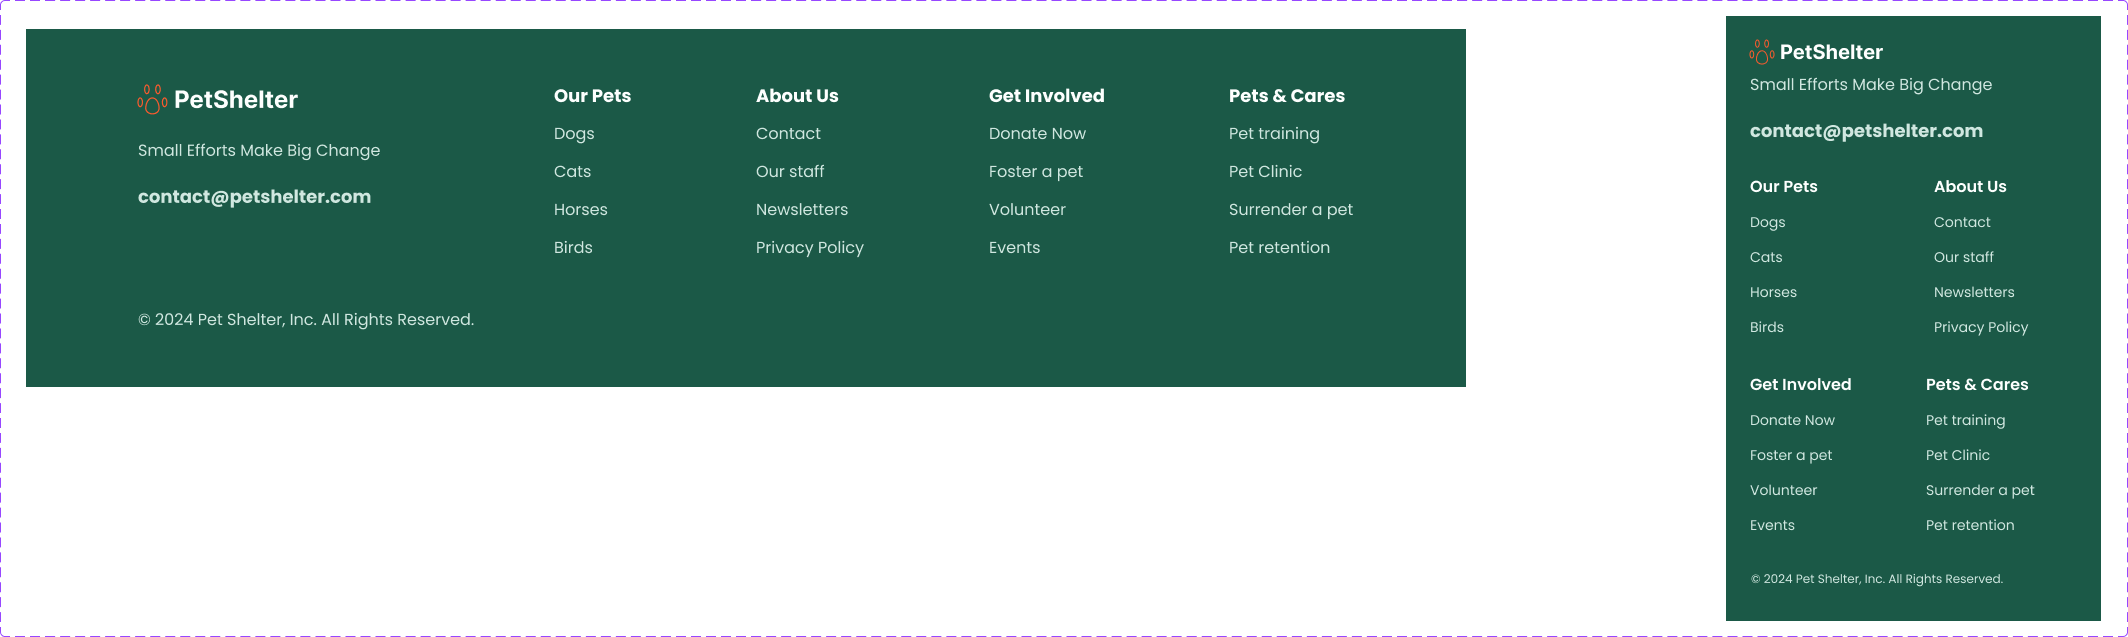 PetShelter
Small Efforts Make Big Change
contact@petshelter.com
Our Pets
Dogs
Cats
Horses
Birds
About Us
Contact
Our staff
Newsletters
Privacy Policy
Get Involved
Donate Now
Foster a pet
Volunteer
Events
Pets & Cares
Pet training
Pet Clinic
Surrender a pet
Pet retention
© 2024 Pet Shelter, Inc. All Rights Reserved.
PetShelter
Small Efforts Make Big Change
contact@petshelter.com
Our Pets
Dogs
Cats
Horses
Birds
About Us
Contact
Our staff
Newsletters
Privacy Policy
Get Involved
Donate Now
Foster a pet
Volunteer
Events
Pets & Cares
Pet training
Pet Clinic
Surrender a pet
Pet retention
© 2024 Pet Shelter, Inc. All Rights Reserved.